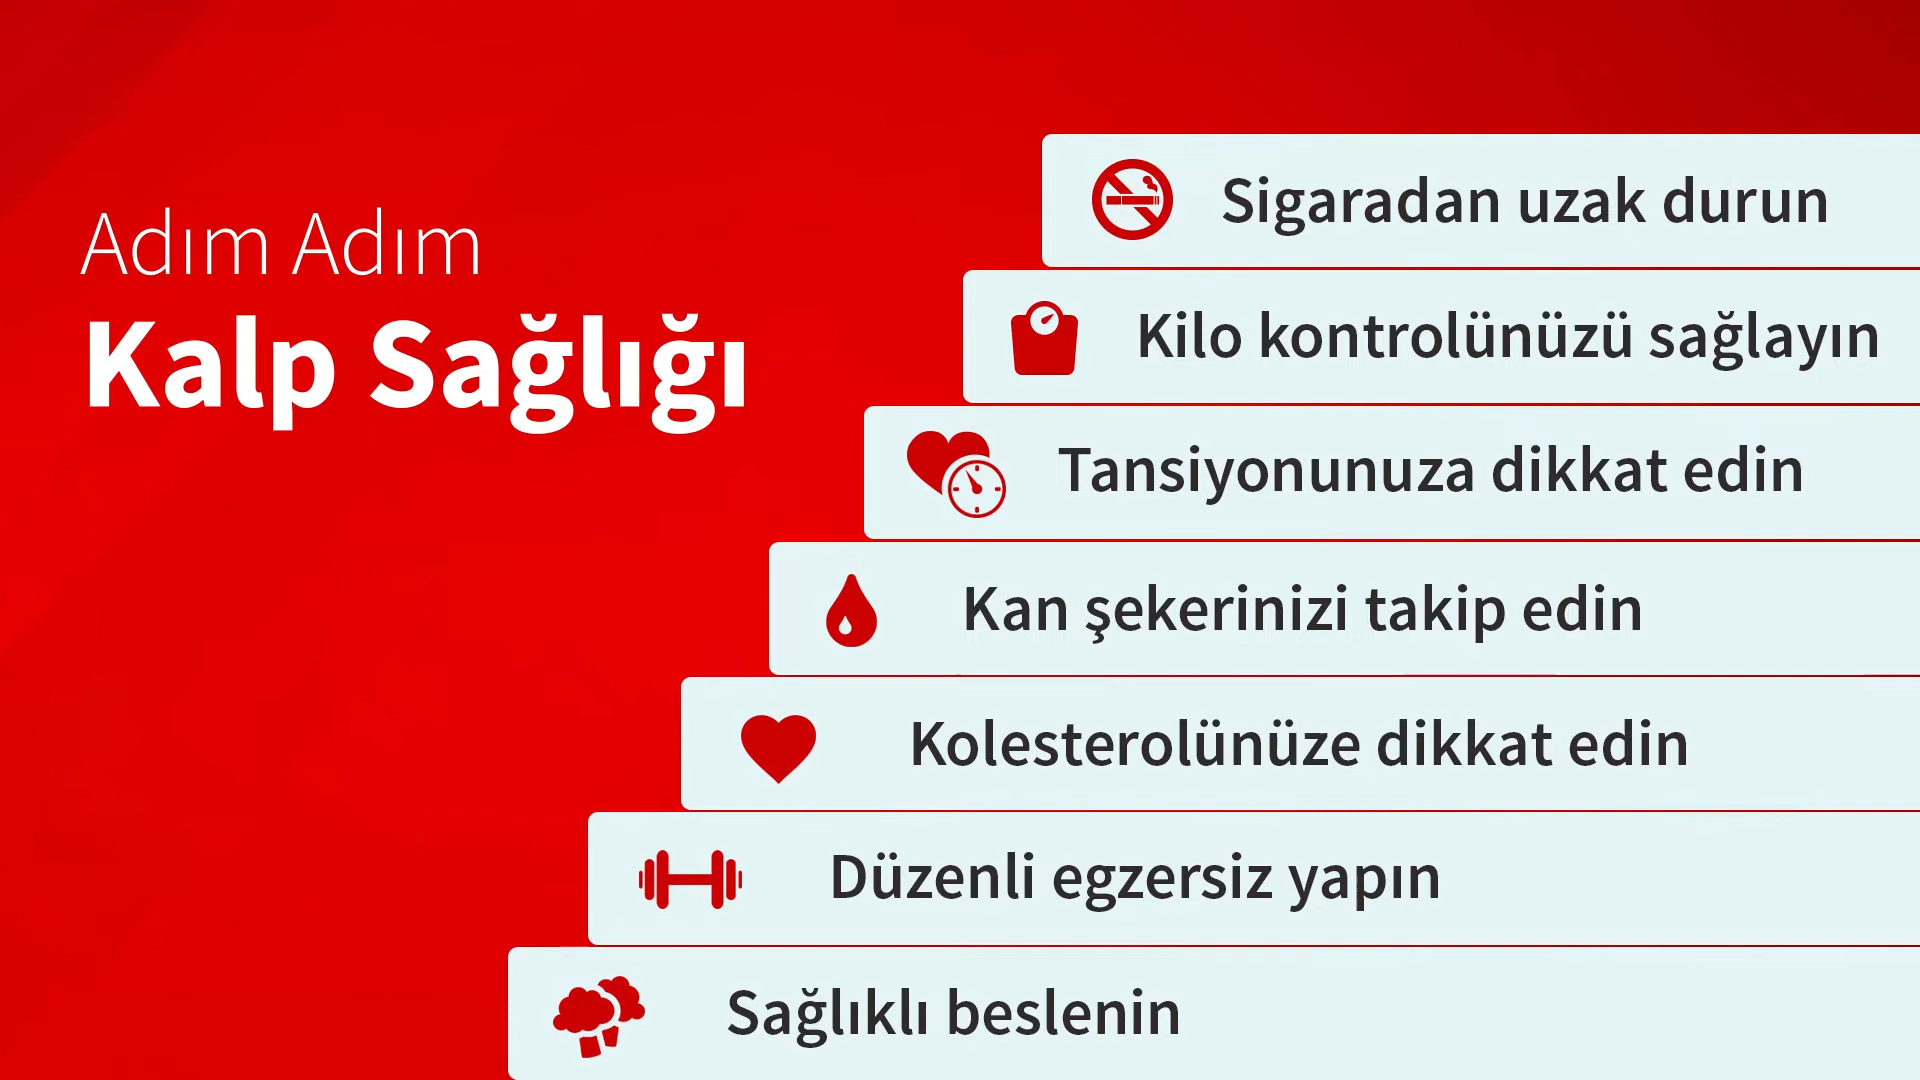 Adım Adım
Kalp Sağlığı
Sigaradan uzak durun
Kilo kontrolünüzü sağlayın
Tansiyonunuza dikkat edin
Kan şekerinizi takip edin
Kolesterolünüze dikkat edin
Düzenli egzersiz yapın
Sağlıklı beslenin